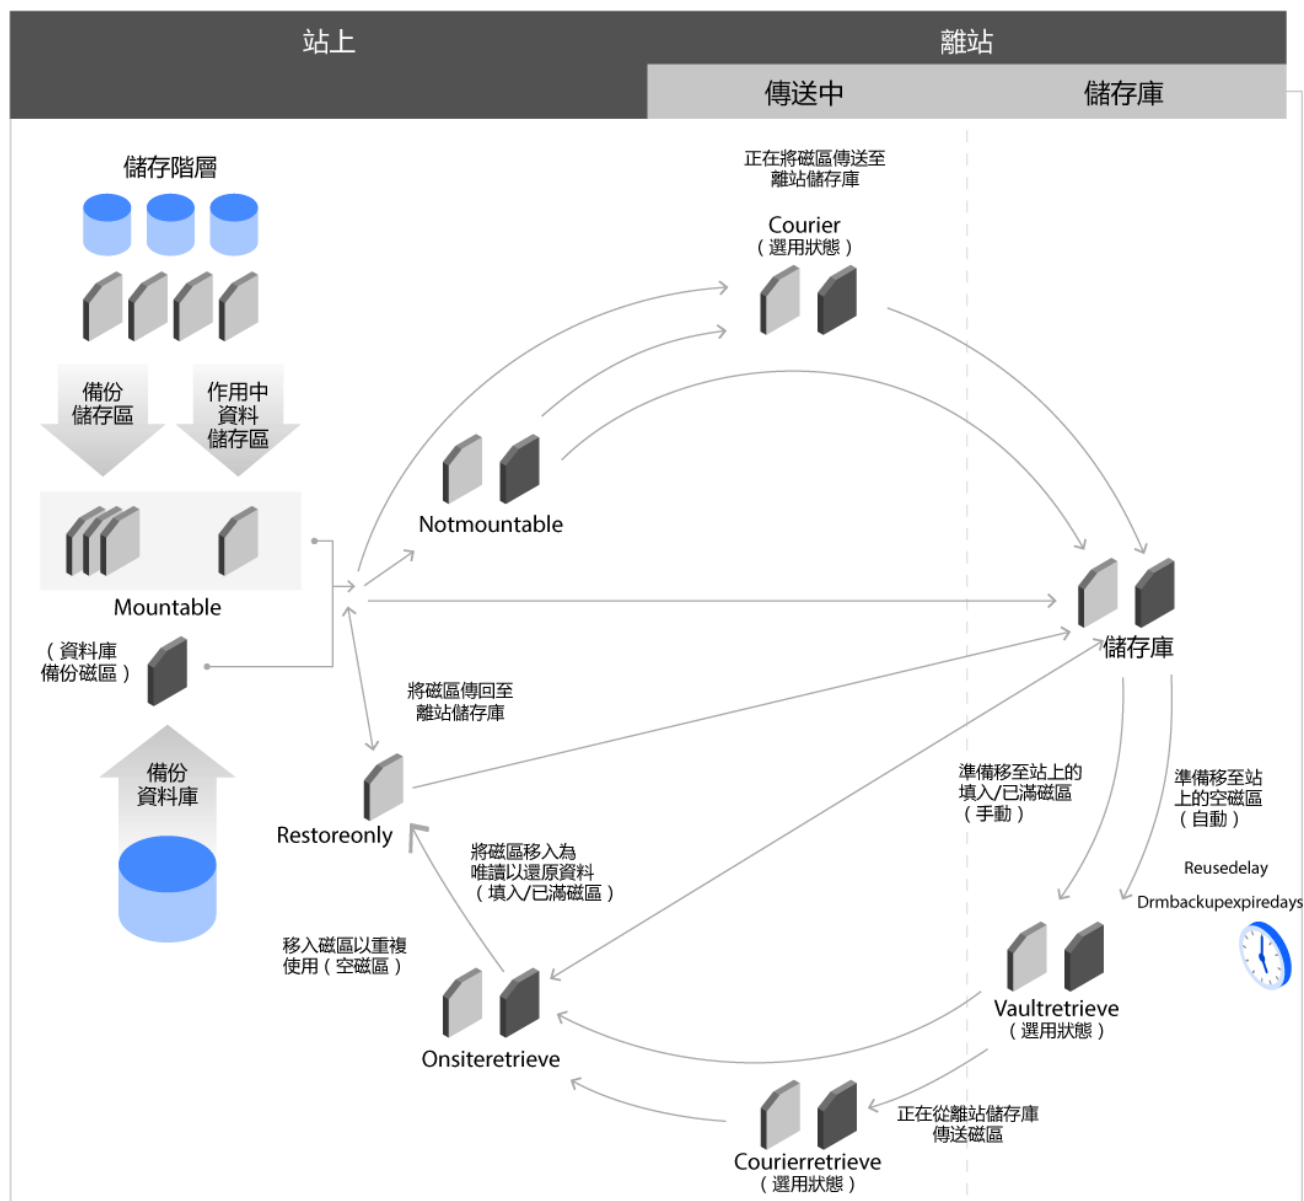 站上
離站
傳送中
儲存庫
儲存階層
備份
儲存區
作用中
資料
儲存區
Mountable
（資料庫
備份磁區）
備份
資料庫
正在將磁區傳送至
離站儲存庫
Courier
（選用狀態）
Notmountable
儲存庫
將磁區傳回至
離站儲存庫
Restoreonly
將磁區移入為
唯讀以還原資料
（填入/已滿磁區）
移入磁區以重複
使用（空磁區）
Onsiteretrieve
準備移至站上的
填入/已滿磁區
（手動）
準備移至站
上的空磁區
（自動）
Reusedelay
Drmbackupexpiredays
Vaultretrieve
（選用狀態）
正在從離站儲存庫
傳送磁區
Courierretrieve
（選用狀態）